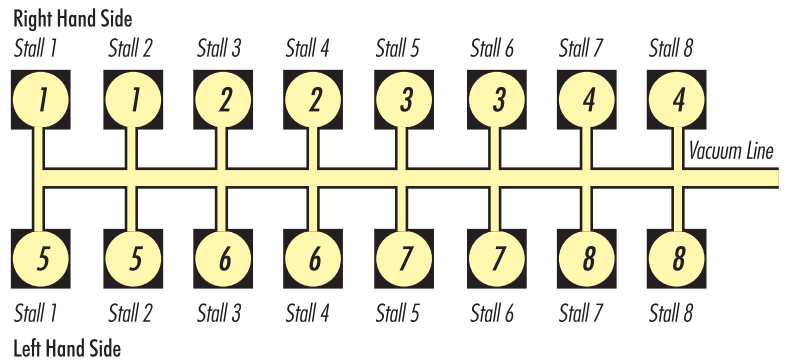 Right Hand Side
Stall 1 Stall 2 Stall 3 Stall 4 Stall 5 Stall 6 Stall 7 Stall 8
1 1 2 2 3 3 4 4
Vacuum Line
5 5 6 6 7 7 8 8
Stall 1 Stall 2 Stall 3 Stall 4 Stall 5 Stall 6 Stall 7 Stall 8
Left Hand Side